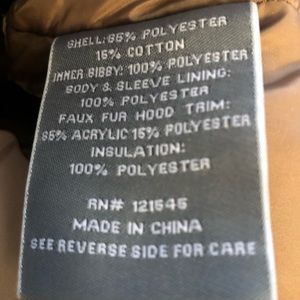 SHELL: 85% POLYESTER
15% COTTON
INNER BIBBY: 100% POLYESTER
BODY & SLEEVE LINING:
100% POLYESTER
FAUX FUR HOOD TRIM:
85% ACRYLIC 15% POLYESTER
INSULATION:
100% POLYESTER
RN# 121545
MADE IN CHINA
SEE REVERSE SIDE FOR CARE